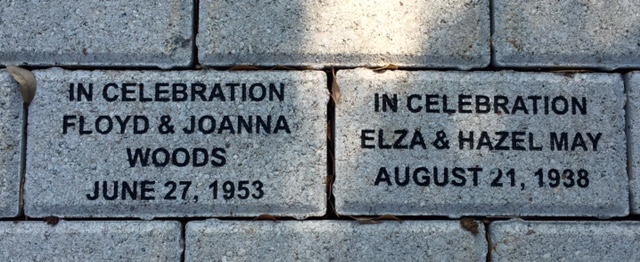 IN CELEBRATION
FLOYD & JOANNA
WOODS
JUNE 27, 1953
IN CELEBRATION
ELZA & HAZEL MAY
AUGUST 21, 1938